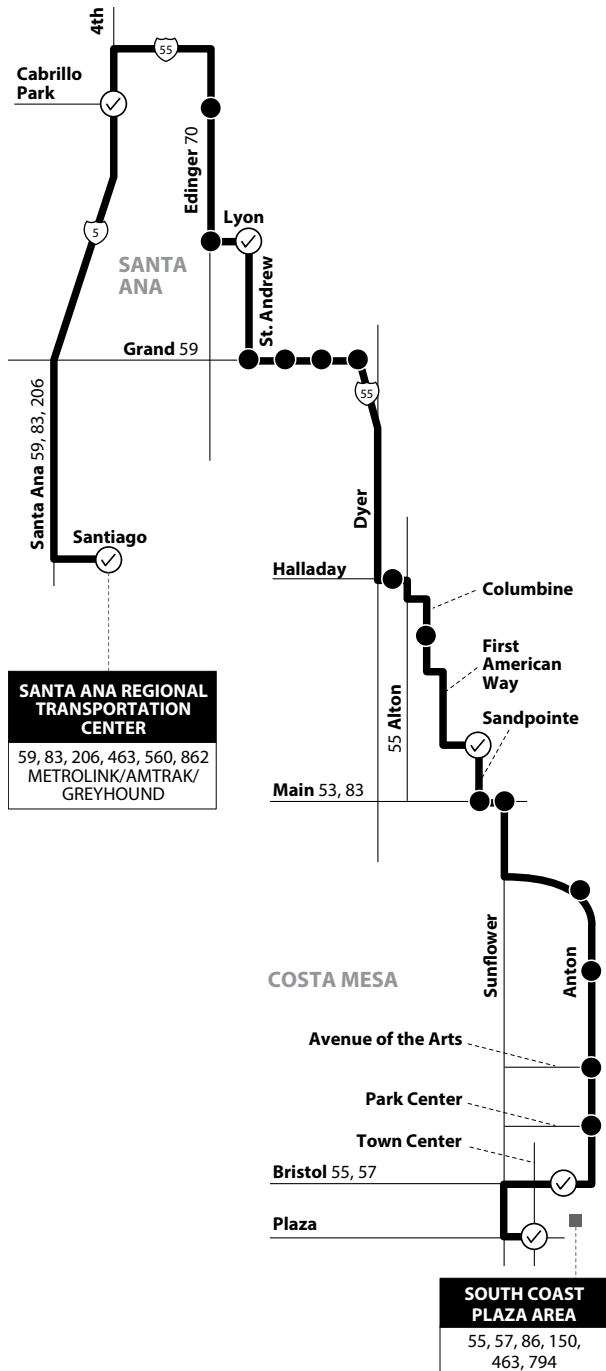 4th
55
Cabrillo
Park
Edinger 70
Lyon
5
SANTA
ANA
St. Andrew
Grand 59
55
Santa Ana 59, 83, 206
Santiago
Dyer
Halladay
Columbine
First
American
Way
SANTA ANA REGIONAL
TRANSPORTATION
CENTER
59, 83, 206, 463, 560, 862
METROLINK/AMTRAK/
GREYHOUND
55 Alton
Sandpointe
Main 53, 83
Sunflower
Anton
COSTA MESA
Avenue of the Arts
Park Center
Town Center
Bristol 55, 57
Plaza
SOUTH COAST
PLAZA AREA
55, 57, 86, 150,
463, 794